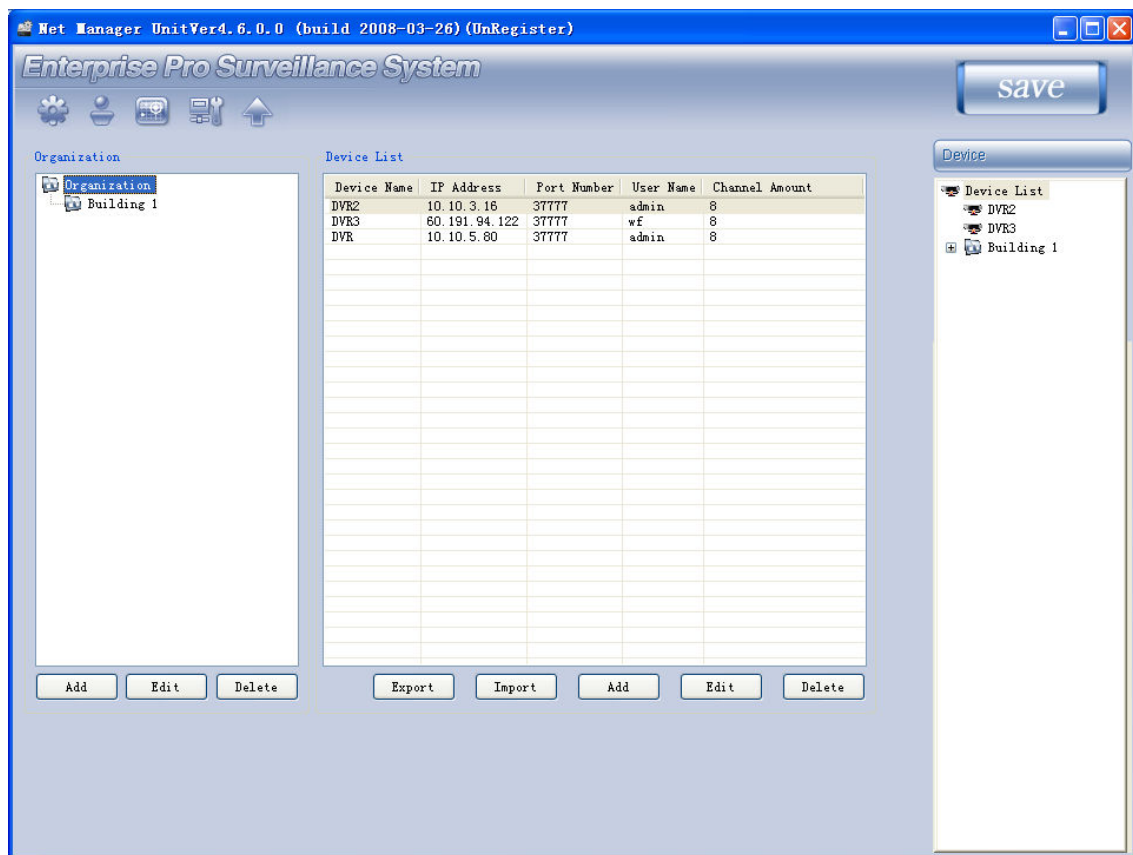 Net Manager UnitVer4.6.0.0 (build 2008-03-26)(UnRegister)
Enterprise Pro Surveillance System
save
Organization
Organization
Building 1
Device List
Device Name IP Address Port Number User Name Channel Amount
DVR2 10.10.3.16 37777 admin 8
DVR3 60.191.94.122 37777 wf 8
DVR 10.10.5.80 37777 admin 8
Device
Device List
DVR2
DVR3
Building 1
Add Edit Delete
Export Import Add Edit Delete